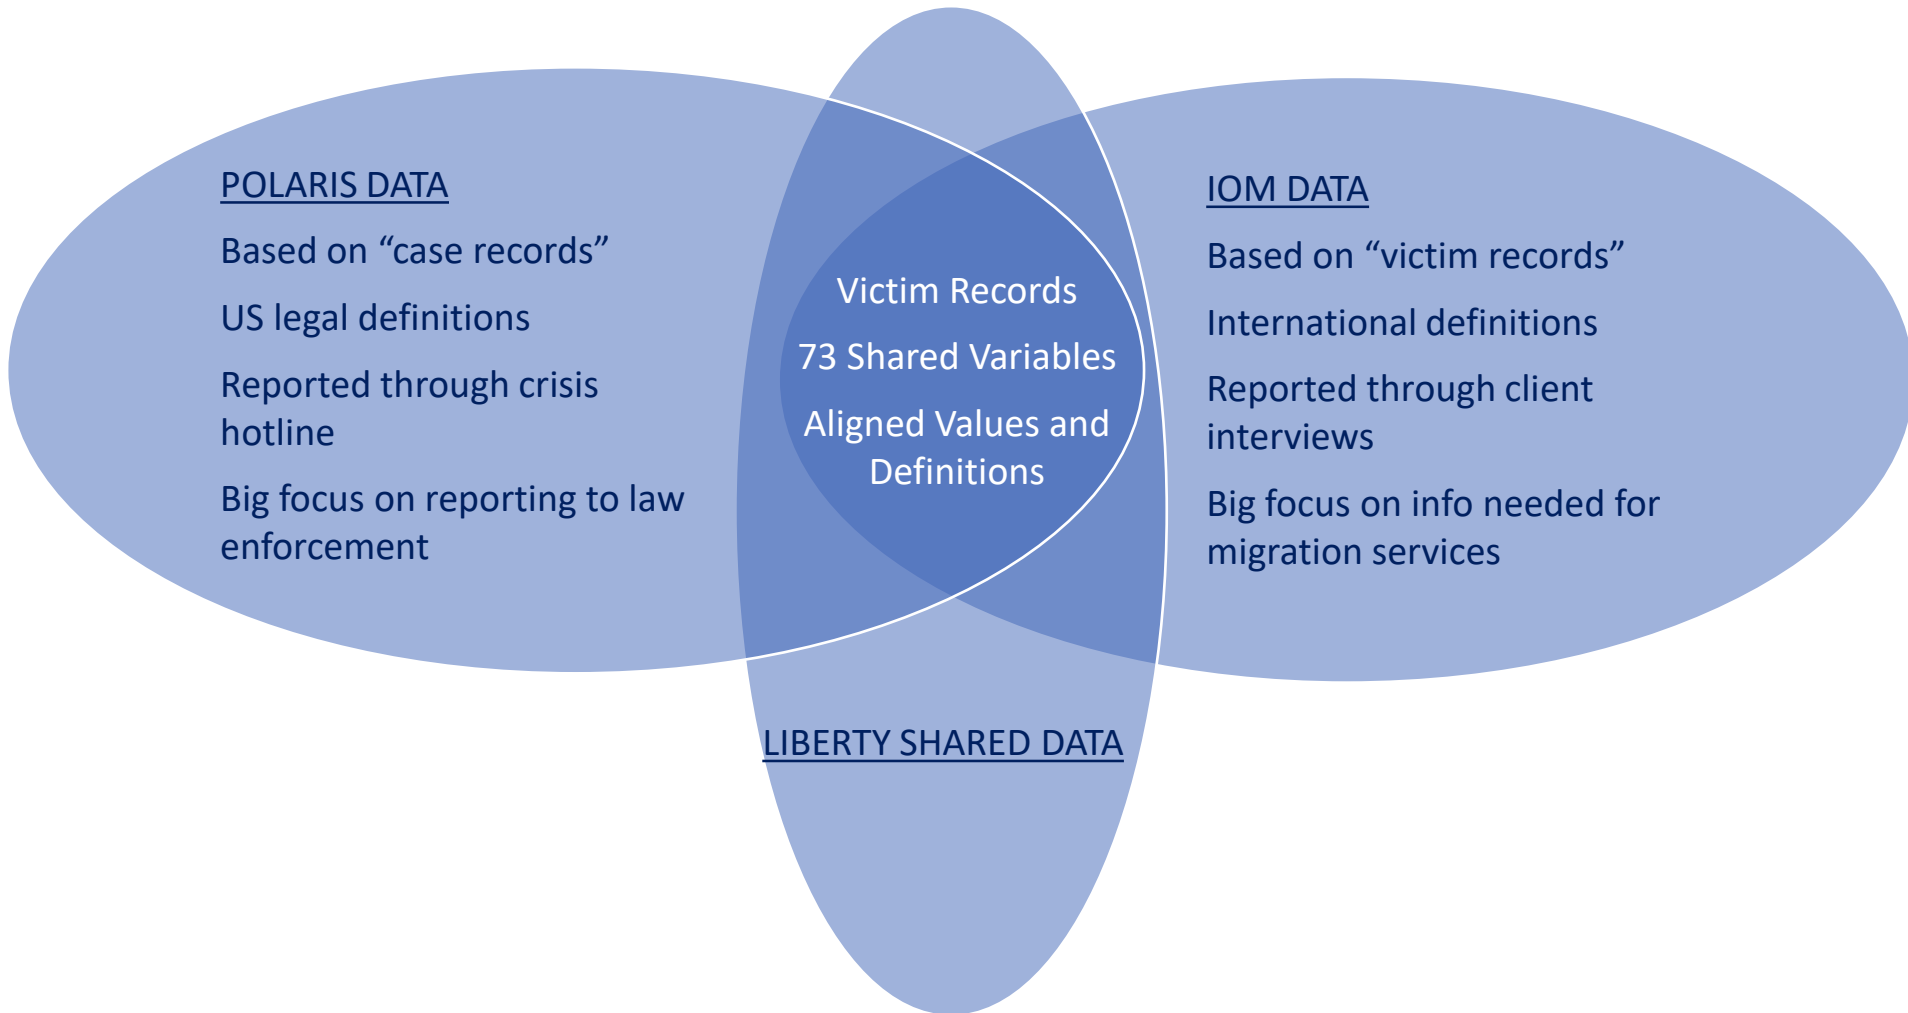 POLARIS DATA
Based on “case records”
US legal definitions
Reported through crisis
hotline
Big focus on reporting to law
enforcement
Victim Records
73 Shared Variables
Aligned Values and
Definitions
IOM DATA
Based on “victim records”
International definitions
Reported through client
interviews
Big focus on info needed for
migration services
LIBERTY SHARED DATA